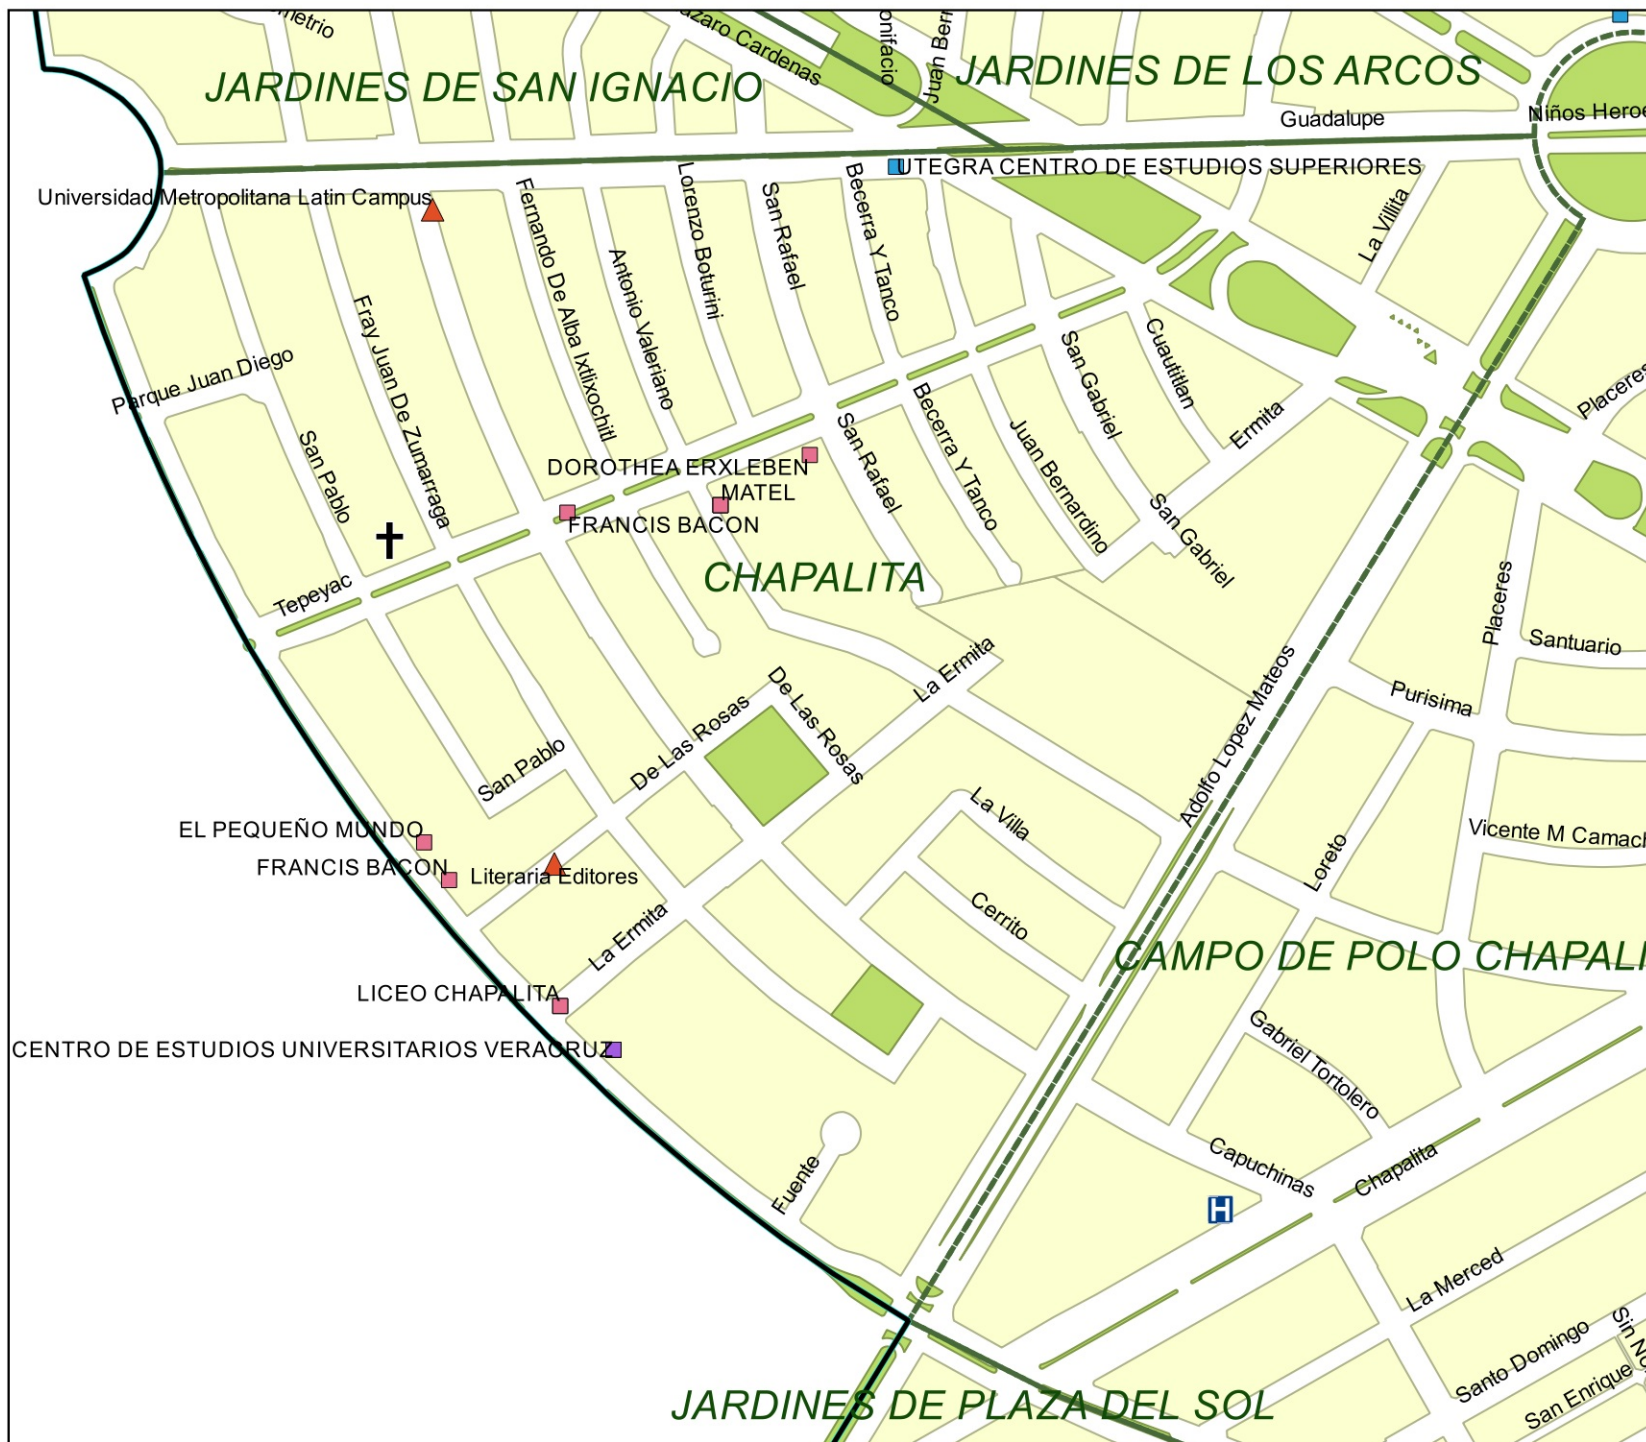 JARDINES DE SAN IGNACIO
JARDINES DE LOS ARCOS
Guadalupe
UTEGRA CENTRO DE ESTUDIOS SUPERIORES
Universidad Metropolitana Latin Campus
Fernando De Alba Ixtlixochitl
Antonio Valeriano
Lorenzo Boturini
San Rafael
Becerra Y Tanco
La Villita
Fray Juan De Zumarraga
Parque Juan Diego
San Pablo
San Gabriel
Cuautitlan
Ermita
Placeres
San Rafael
Becerra Y Tanco
Juan Bernardino
San Gabriel
DOROTHEA ERXLEBEN
MATEL
FRANCIS BACON
CHAPALITA
Tepeyac
Placeres
Santuario
Purisima
La Ermita
De Las Rosas
De Las Rosas
Adolfo Lopez Mateos
San Pablo
La Villa
EL PEQUEÑO MUNDO
FRANCIS BACON
Literaria Editores
Vicente M Camach
Loreto
Cerrito
La Ermita
CAMPO DE POLO CHAPALI
LICEO CHAPALITA
CENTRO DE ESTUDIOS UNIVERSITARIOS VERACRUZ
Gabriel Tortolero
Capuchinas
Chapalita
Fuente
H
La Merced
Santo Domingo
San Enrique
JARDINES DE PLAZA DEL SOL